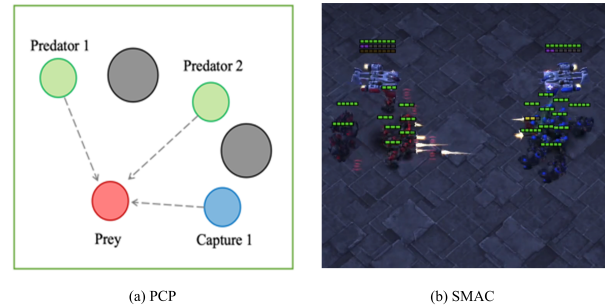 Predator 1
Predator 2
Prey
Capture 1
(a) PCP
(b) SMAC